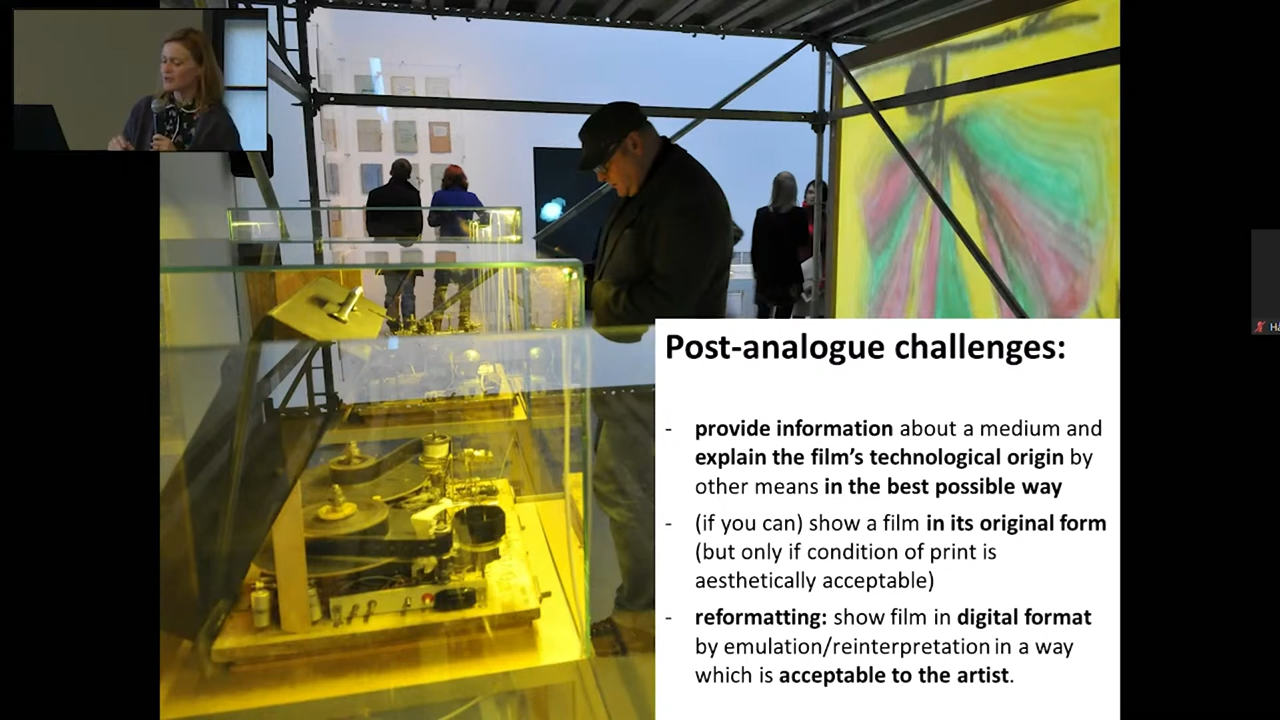 Post-analogue challenges:
- provide information about a medium and
explain the film's technological origin by
other means in the best possible way
- (if you can) show a film in its original form
(but only if condition of print is
aesthetically acceptable)
- reformatting: show film in digital format
by emulation/reinterpretation in a way
which is acceptable to the artist.